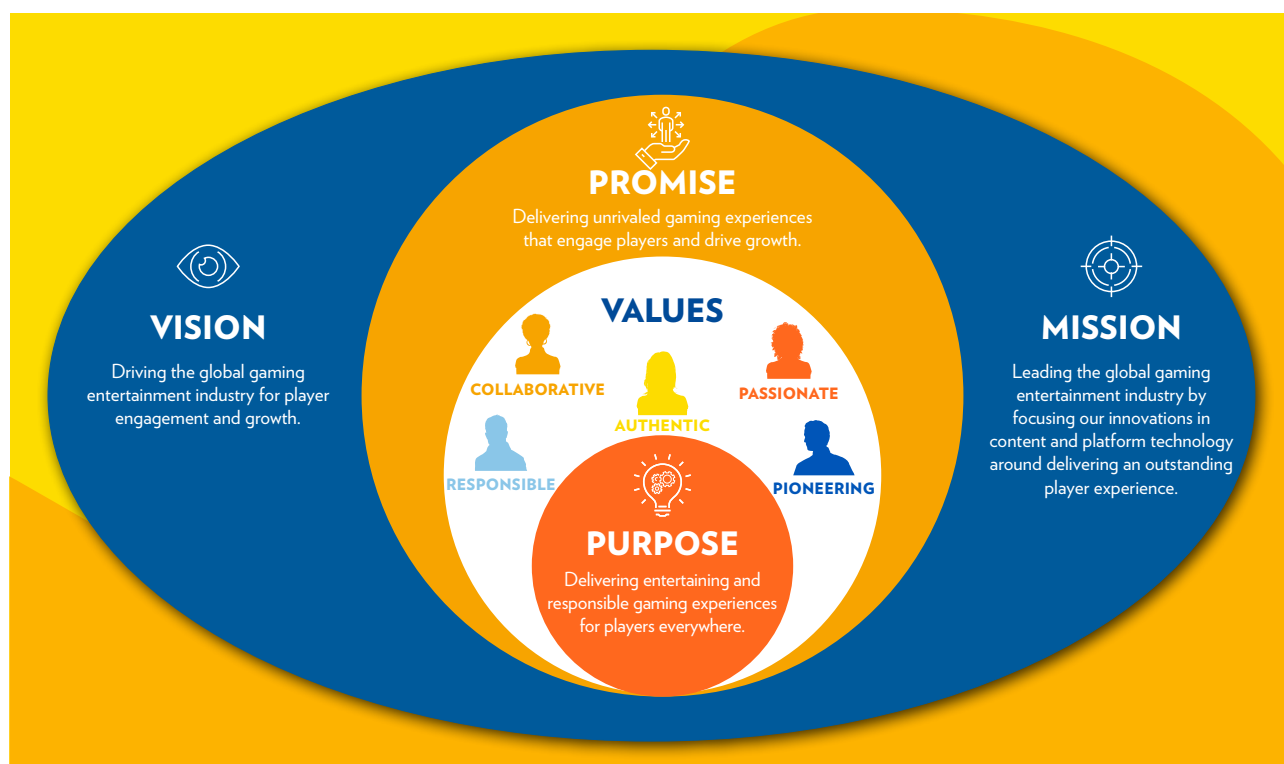 PROMISE
Delivering unrivaled gaming experiences
that engage players and drive growth.
VISION
Driving the global gaming
entertainment industry for player
engagement and growth.
VALUES
COLLABORATIVE
AUTHENTIC
PASSIONATE
RESPONSIBLE
PIONEERING
PURPOSE
Delivering entertaining and
responsible gaming experiences
for players everywhere.
MISSION
Leading the global gaming
entertainment industry by
focusing our innovations in
content and platform technology
around delivering an outstanding
player experience.